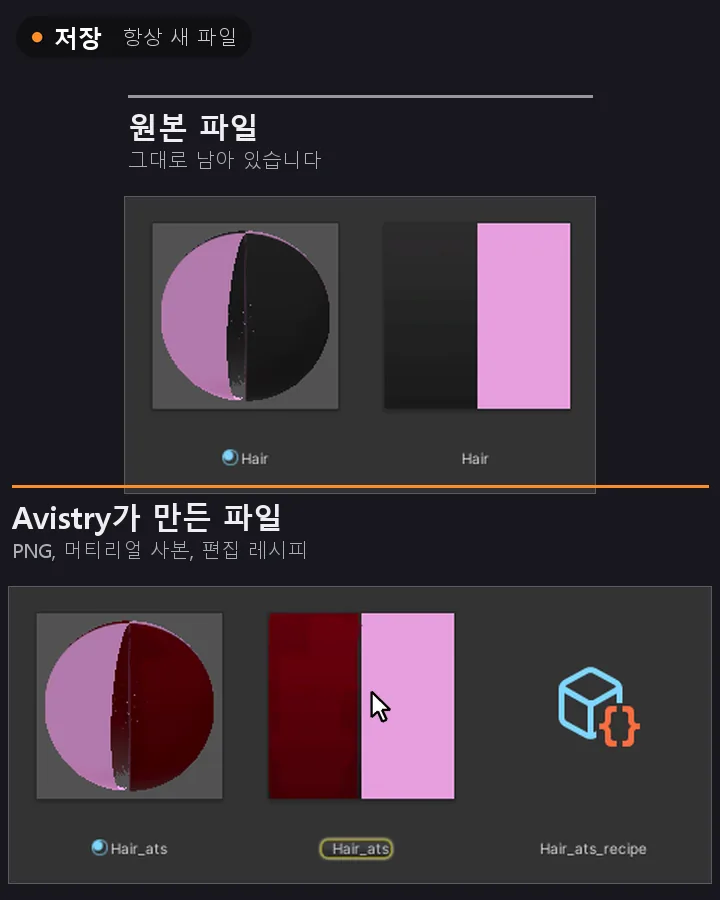 저장 항상 새 파일
원본 파일
그대로 남아 있습니다
Hair
Hair
Avistry가 만든 파일
PNG, 머티리얼 사본, 편집 레시피
Hair_ats
Hair_ats
Hair_ats_recipe